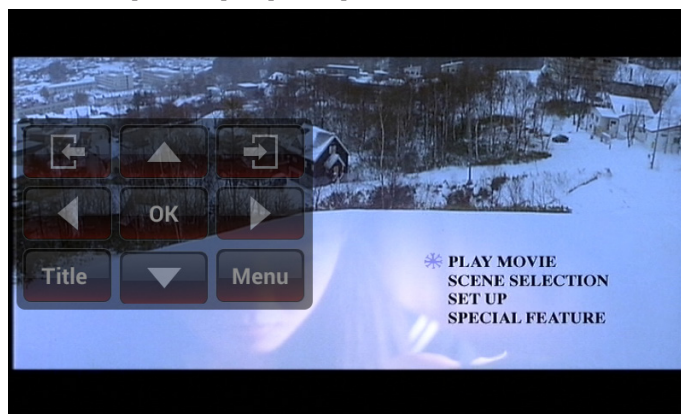 OK
Title
Menu
PLAY MOVIE
SCENE SELECTION
SET UP
SPECIAL FEATURE